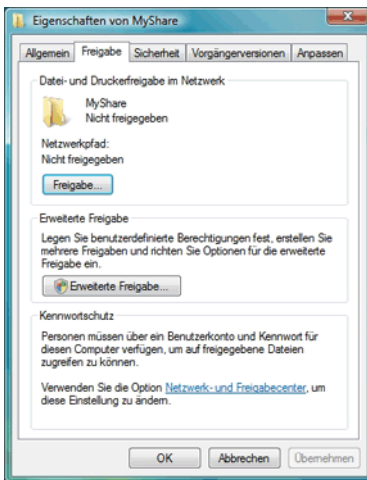 Eigenschaften von MyShare
Allgemein Freigabe Sicherheit Vorgängerversionen Anpassen
Datei- und Druckerfreigabe im Netzwerk
MyShare
Nicht freigegeben
Netzwerkpfad:
Nicht freigegeben
Freigabe...
Erweiterte Freigabe
Legen Sie benutzerdefinierte Berechtigungen fest, erstellen Sie
mehrere Freigaben und richten Sie Optionen für die erweiterte
Freigabe ein.
Erweiterte Freigabe...
Kennwortschutz
Personen müssen über ein Benutzerkonto und Kennwort für
diesen Computer verfügen, um auf freigegebene Dateien
zugreifen zu können.
Verwenden Sie die Option Netzwerk- und Freigabecenter, um
diese Einstellung zu ändern.
OK Abbrechen Übernehmen